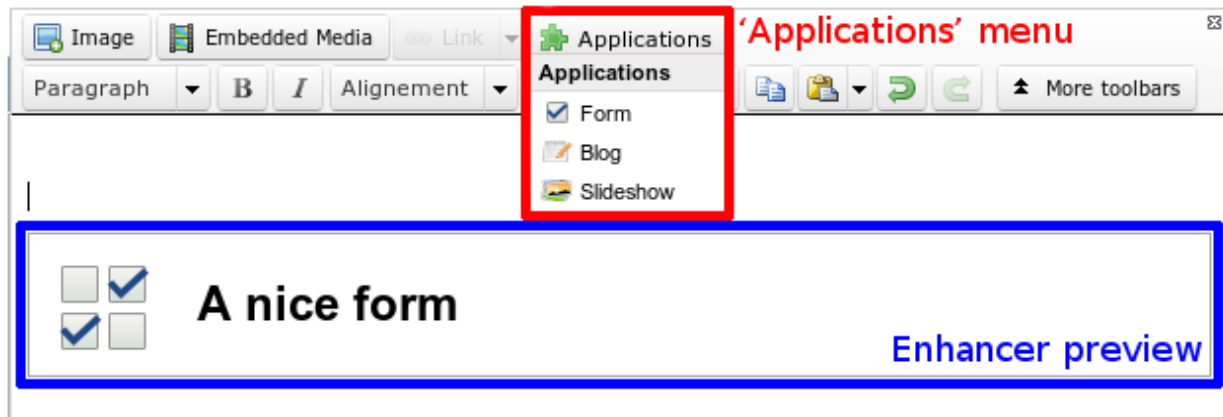 Image Embedded Media Link Applications 'Applications' menu
Paragraph B I Alignement Applications More toolbars
Form
Blog
Slideshow
A nice form
Enhancer preview